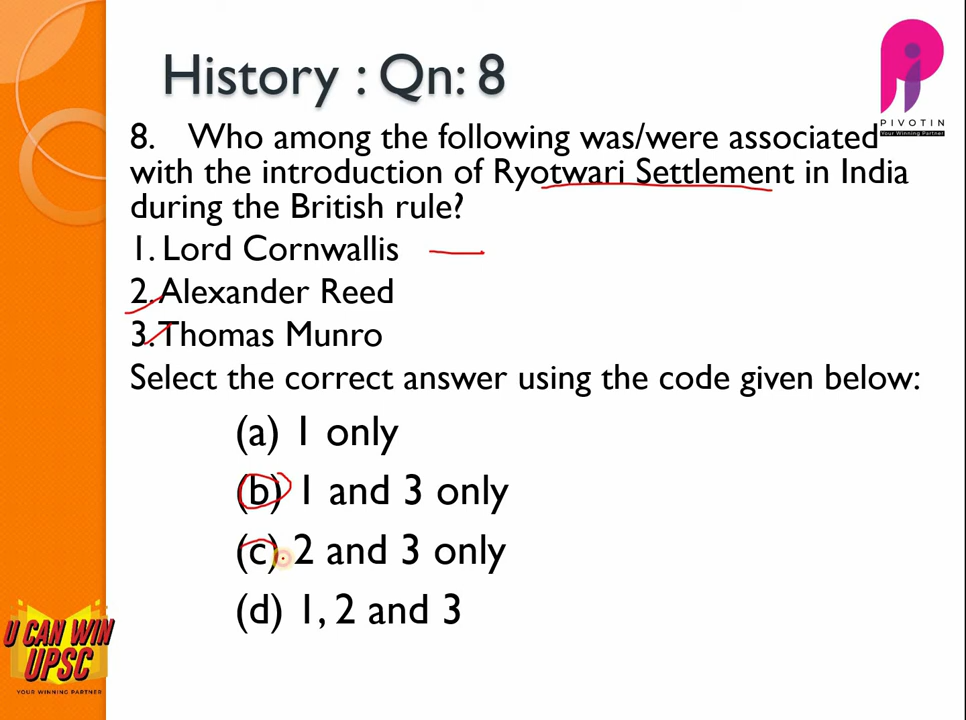 History : Qn: 8
PIVOTIN
Your Winning Partner
8. Who among the following was/were associated
with the introduction of Ryotwari Settlement in India
during the British rule?
1. Lord Cornwallis
2. Alexander Reed
3. Thomas Munro
Select the correct answer using the code given below:
(a) 1 only
(b) 1 and 3 only
(c) 2 and 3 only
(d) 1, 2 and 3
U CAN WIN
UPSC
YOUR WINNING PARTNER